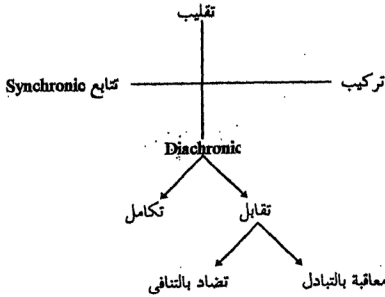 تقليب
تركيب
تتابع Synchronic
Diachronic
تقابل
تكامل
معاقبة بالتبادل
تضاد بالتنافى